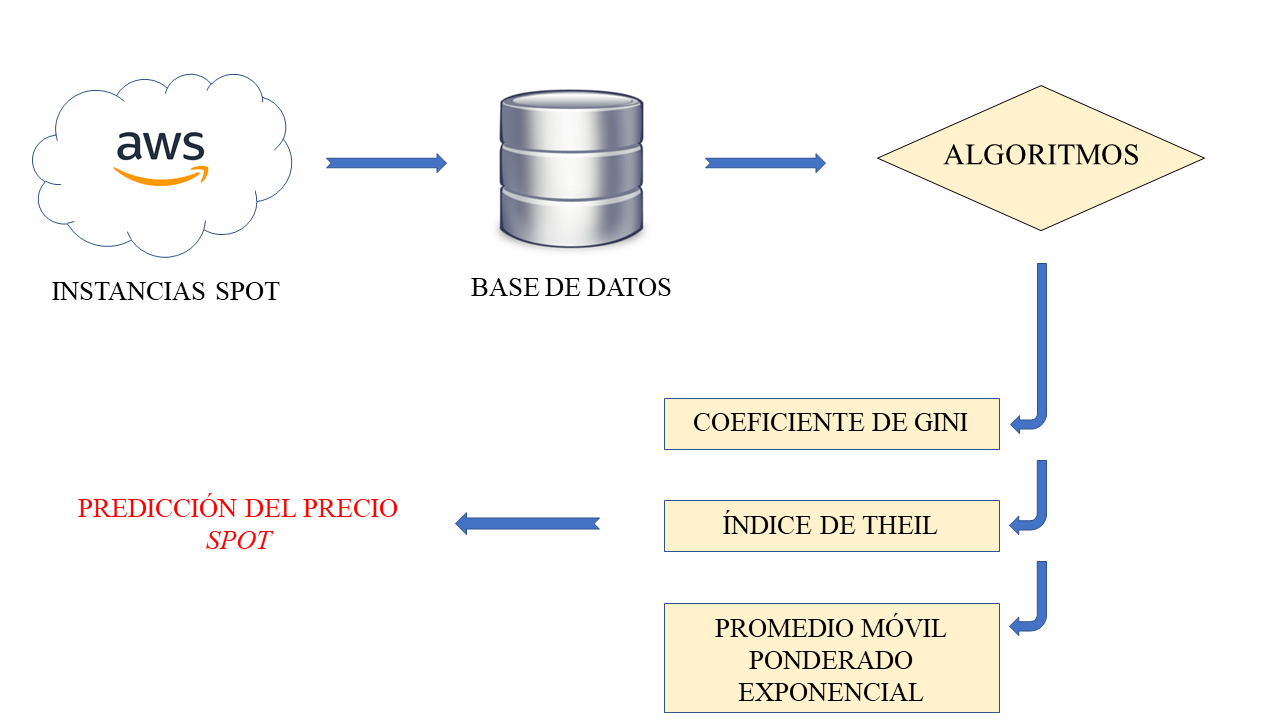 aws
INSTANCIAS SPOT
BASE DE DATOS
ALGORITMOS
COEFICIENTE DE GINI
ÍNDICE DE THEIL
PROMEDIO MÓVIL
PONDERADO
EXPONENCIAL
PREDICCIÓN DEL PRECIO
SPOT